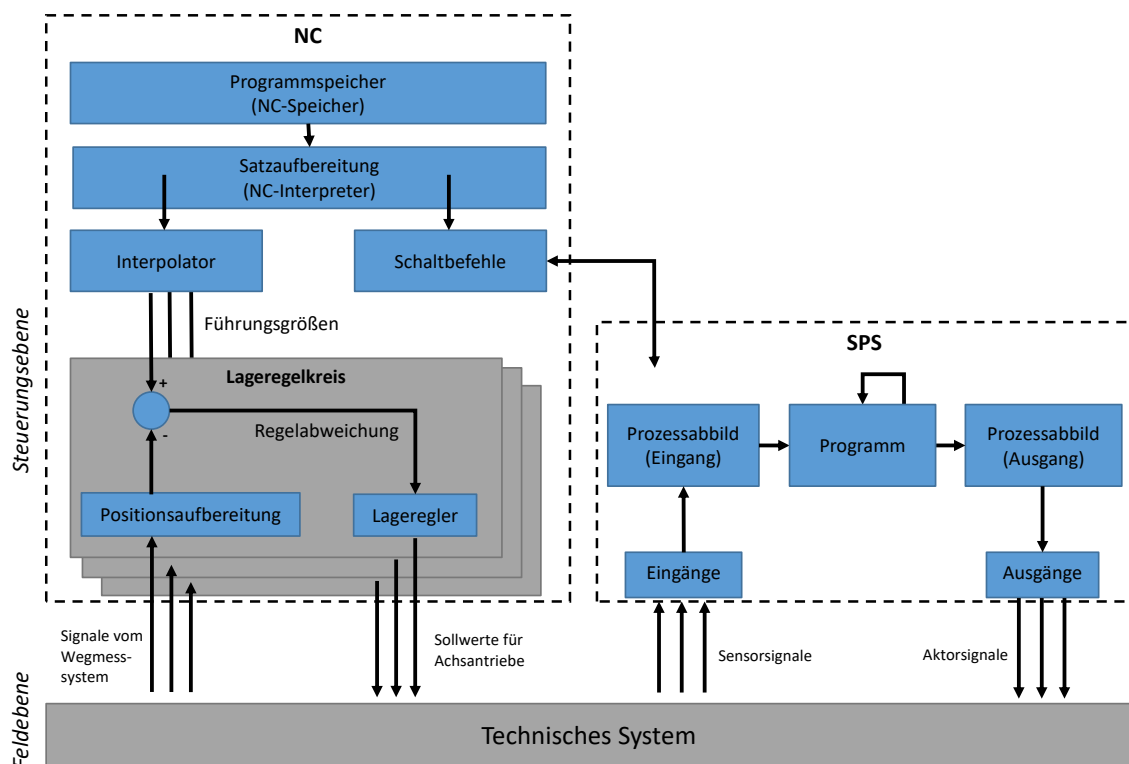 NC
Programmspeicher
(NC-Speicher)
Satzaufbereitung
(NC-Interpreter)
Interpolator
Schaltbefehle
Führungsgrößen
Steuerungsebene
Lageregelkreis
+
-
Regelabweichung
Positionsaufbereitung
Lageregler
SPS
Prozessabbild
(Eingang)
Programm
Prozessabbild
(Ausgang)
Eingänge
Ausgänge
Signale vom
Wegmess-
system
Sollwerte für
Achsantriebe
Sensorsignale
Aktorsignale
Feldebene
Technisches System